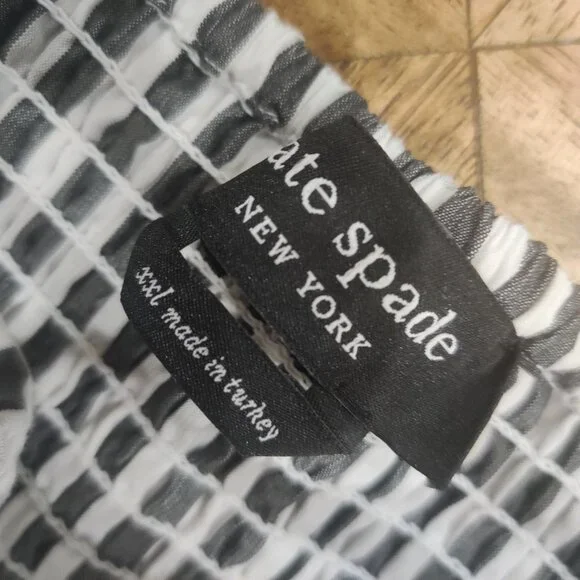 ate spade
NEW YORK
xxl made in turkey